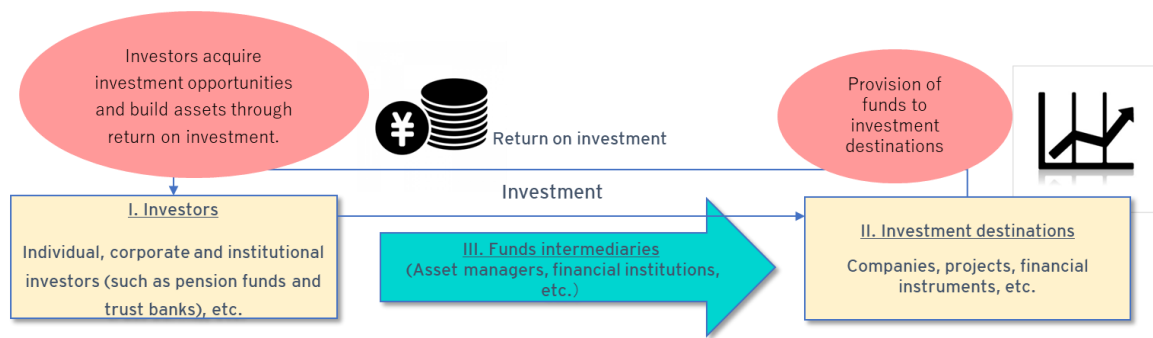 Investors acquire
investment opportunities
and build assets through
return on investment.
¥
Return on investment
Provision of
funds to
investment
destinations
Investment
I. Investors
Individual, corporate and institutional
investors (such as pension funds and
trust banks), etc.
III. Funds intermediaries
(Asset managers, financial institutions,
etc.)
II. Investment destinations
Companies, projects, financial
instruments, etc.